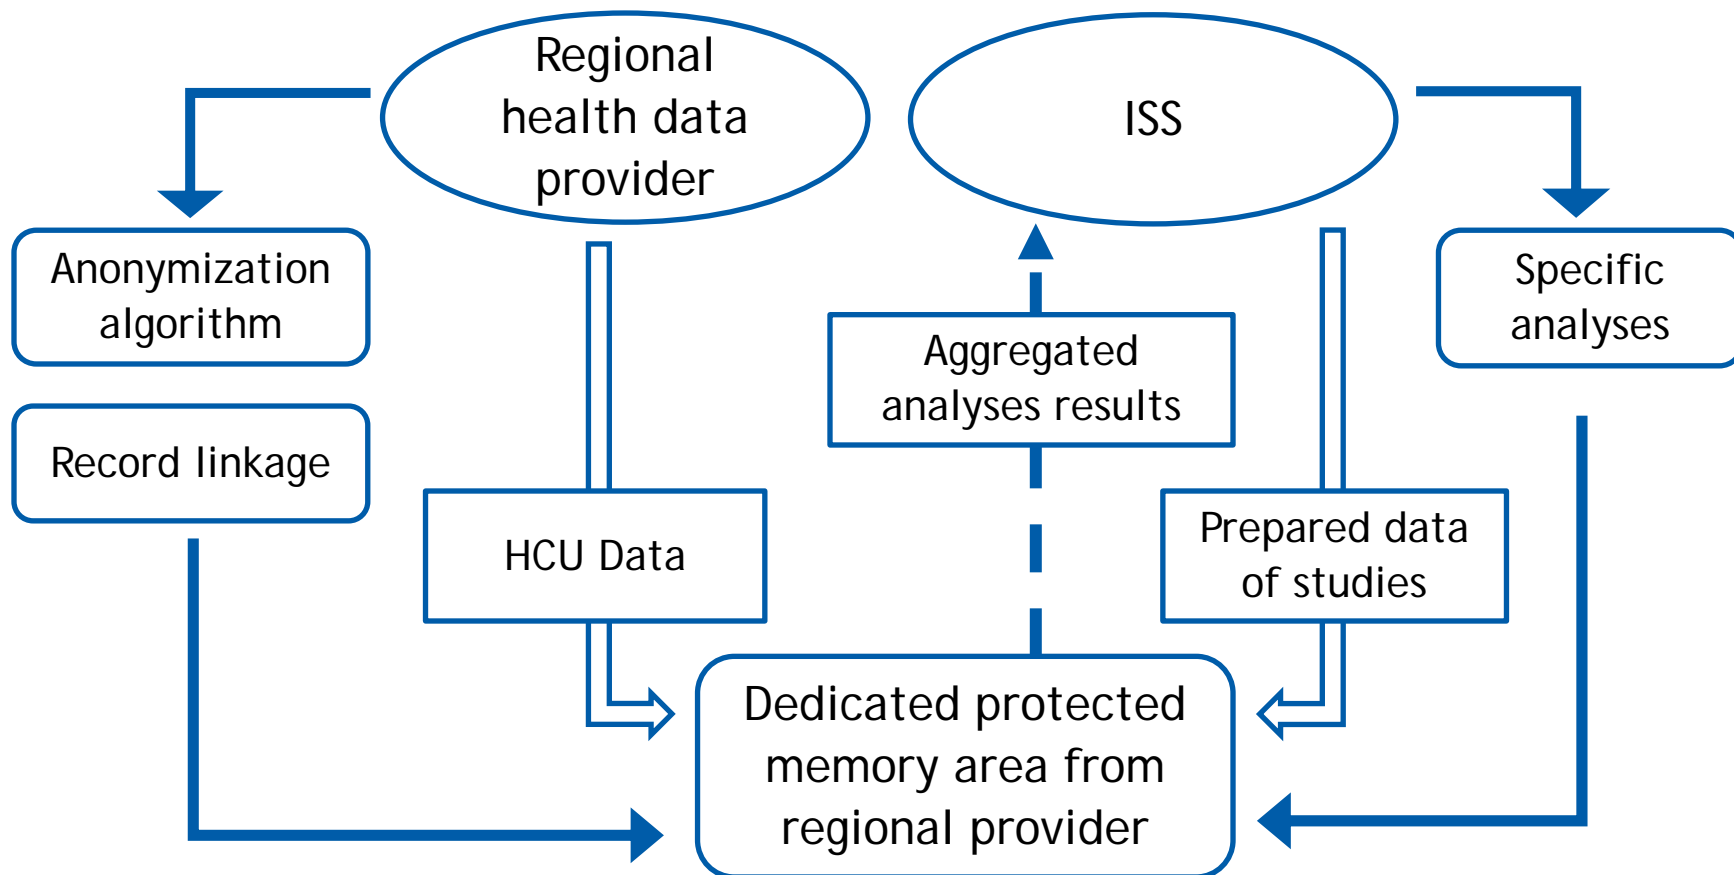 Regional
health data
provider
ISS
Anonymization
algorithm
Specific
analyses
Aggregated
analyses results
Record linkage
HCU Data
Prepared data
of studies
Dedicated protected
memory area from
regional provider